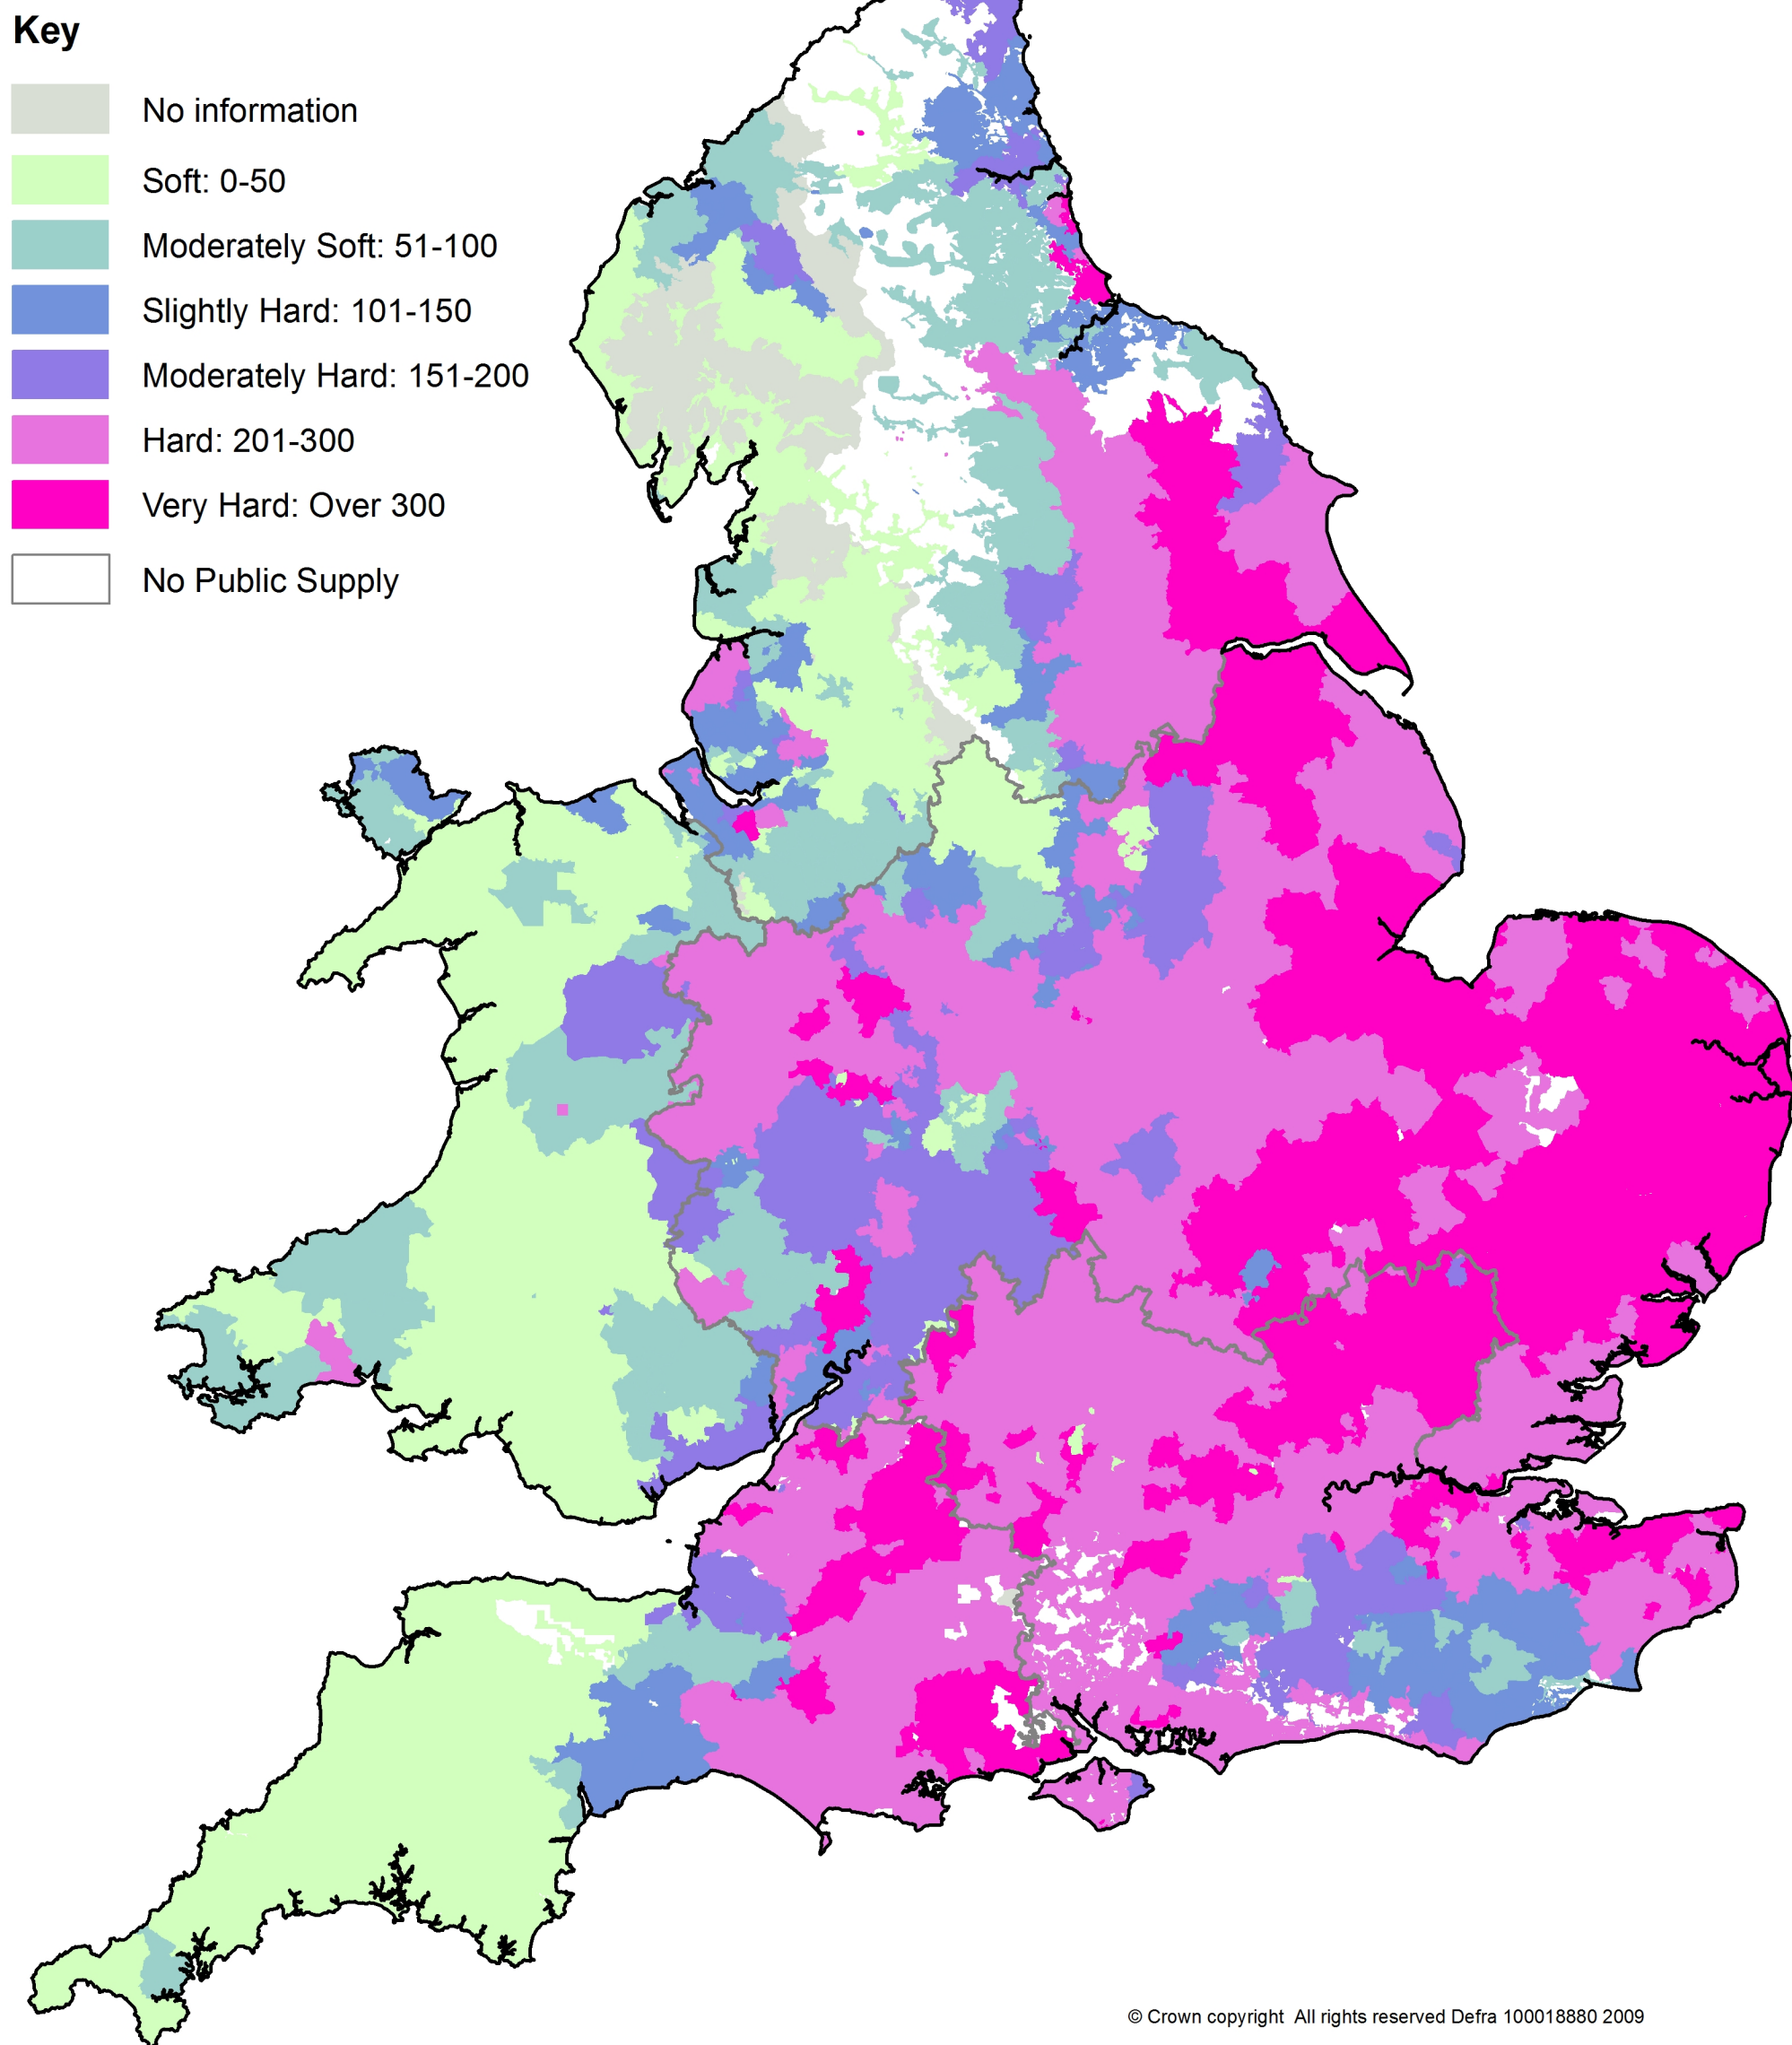 Key
No information
Soft: 0-50
Moderately Soft: 51-100
Slightly Hard: 101-150
Moderately Hard: 151-200
Hard: 201-300
Very Hard: Over 300
No Public Supply
© Crown copyright All rights reserved Defra 100018880 2009